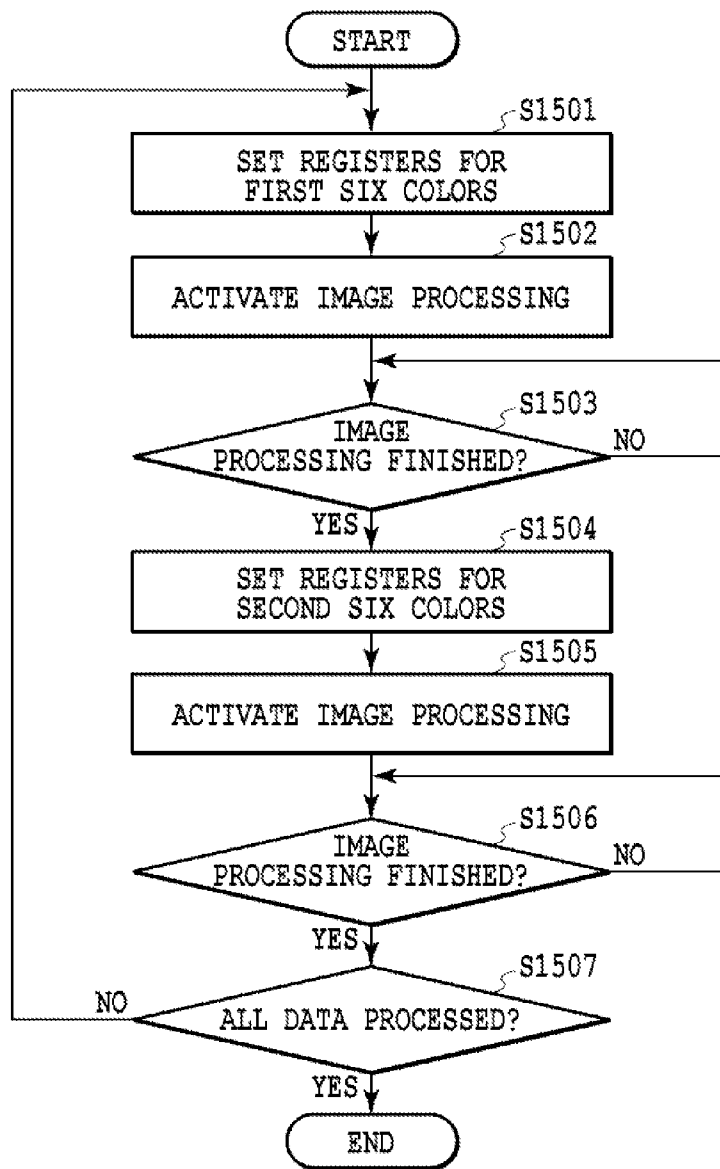 START
S1501
SET REGISTERS FOR
FIRST SIX COLORS
S1502
ACTIVATE IMAGE PROCESSING
S1503
IMAGE
PROCESSING FINISHED?
NO
YES
S1504
SET REGISTERS FOR
SECOND SIX COLORS
S1505
ACTIVATE IMAGE PROCESSING
S1506
IMAGE
PROCESSING FINISHED?
NO
YES
S1507
NO
ALL DATA PROCESSED?
YES
END